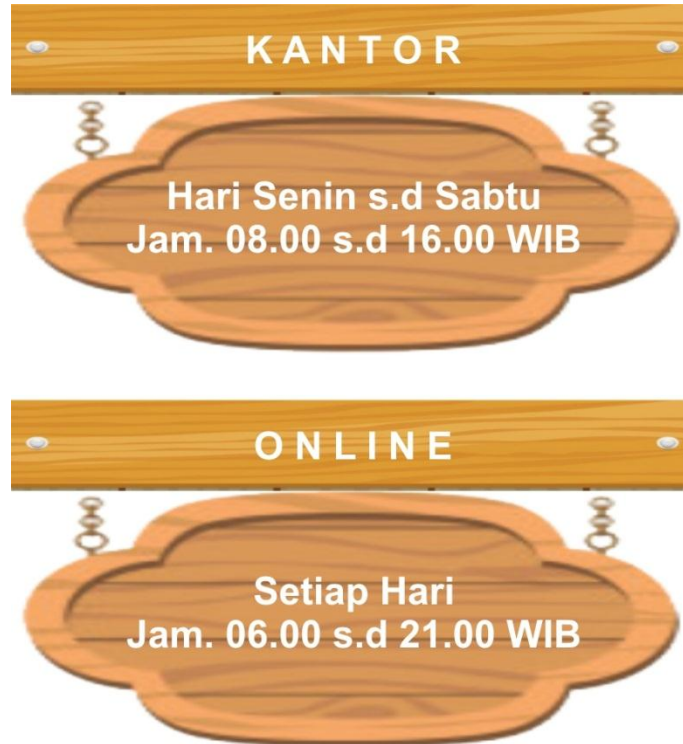 KANTOR
Hari Senin s.d Sabtu
Jam. 08.00 s.d 16.00 WIB
ONLINE
Setiap Hari
Jam. 06.00 s.d 21.00 WIB